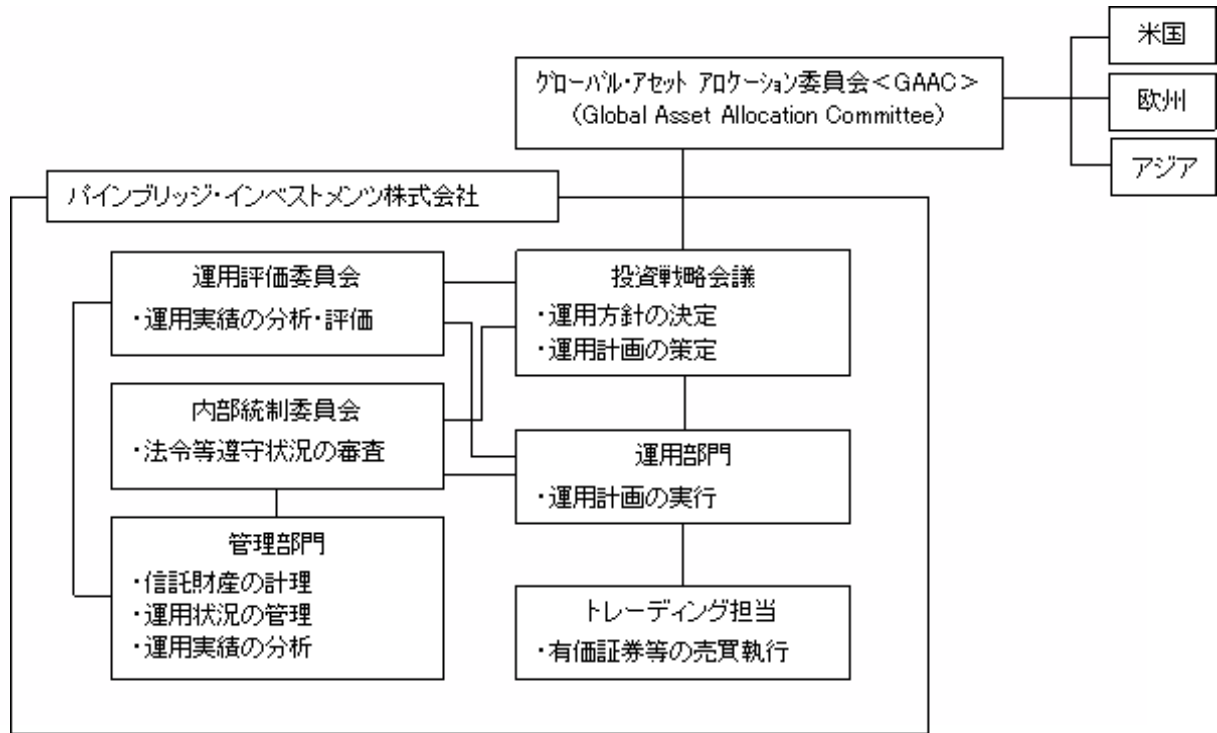 米国
ｸﾞﾛｰﾊﾞﾙ･ｱｾｯﾄ ｱﾛｹｰｼｮﾝ委員会＜GAAC＞
（Global Asset Allocation Committee）
欧州
アジア
パインブリッジ・インベストメンツ株式会社
運用評価委員会
・運用実績の分析・評価
投資戦略会議
・運用方針の決定
・運用計画の策定
内部統制委員会
・法令等遵守状況の審査
運用部門
・運用計画の実行
管理部門
・信託財産の計理
・運用状況の管理
・運用実績の分析
トレーディング担当
・有価証券等の売買執行